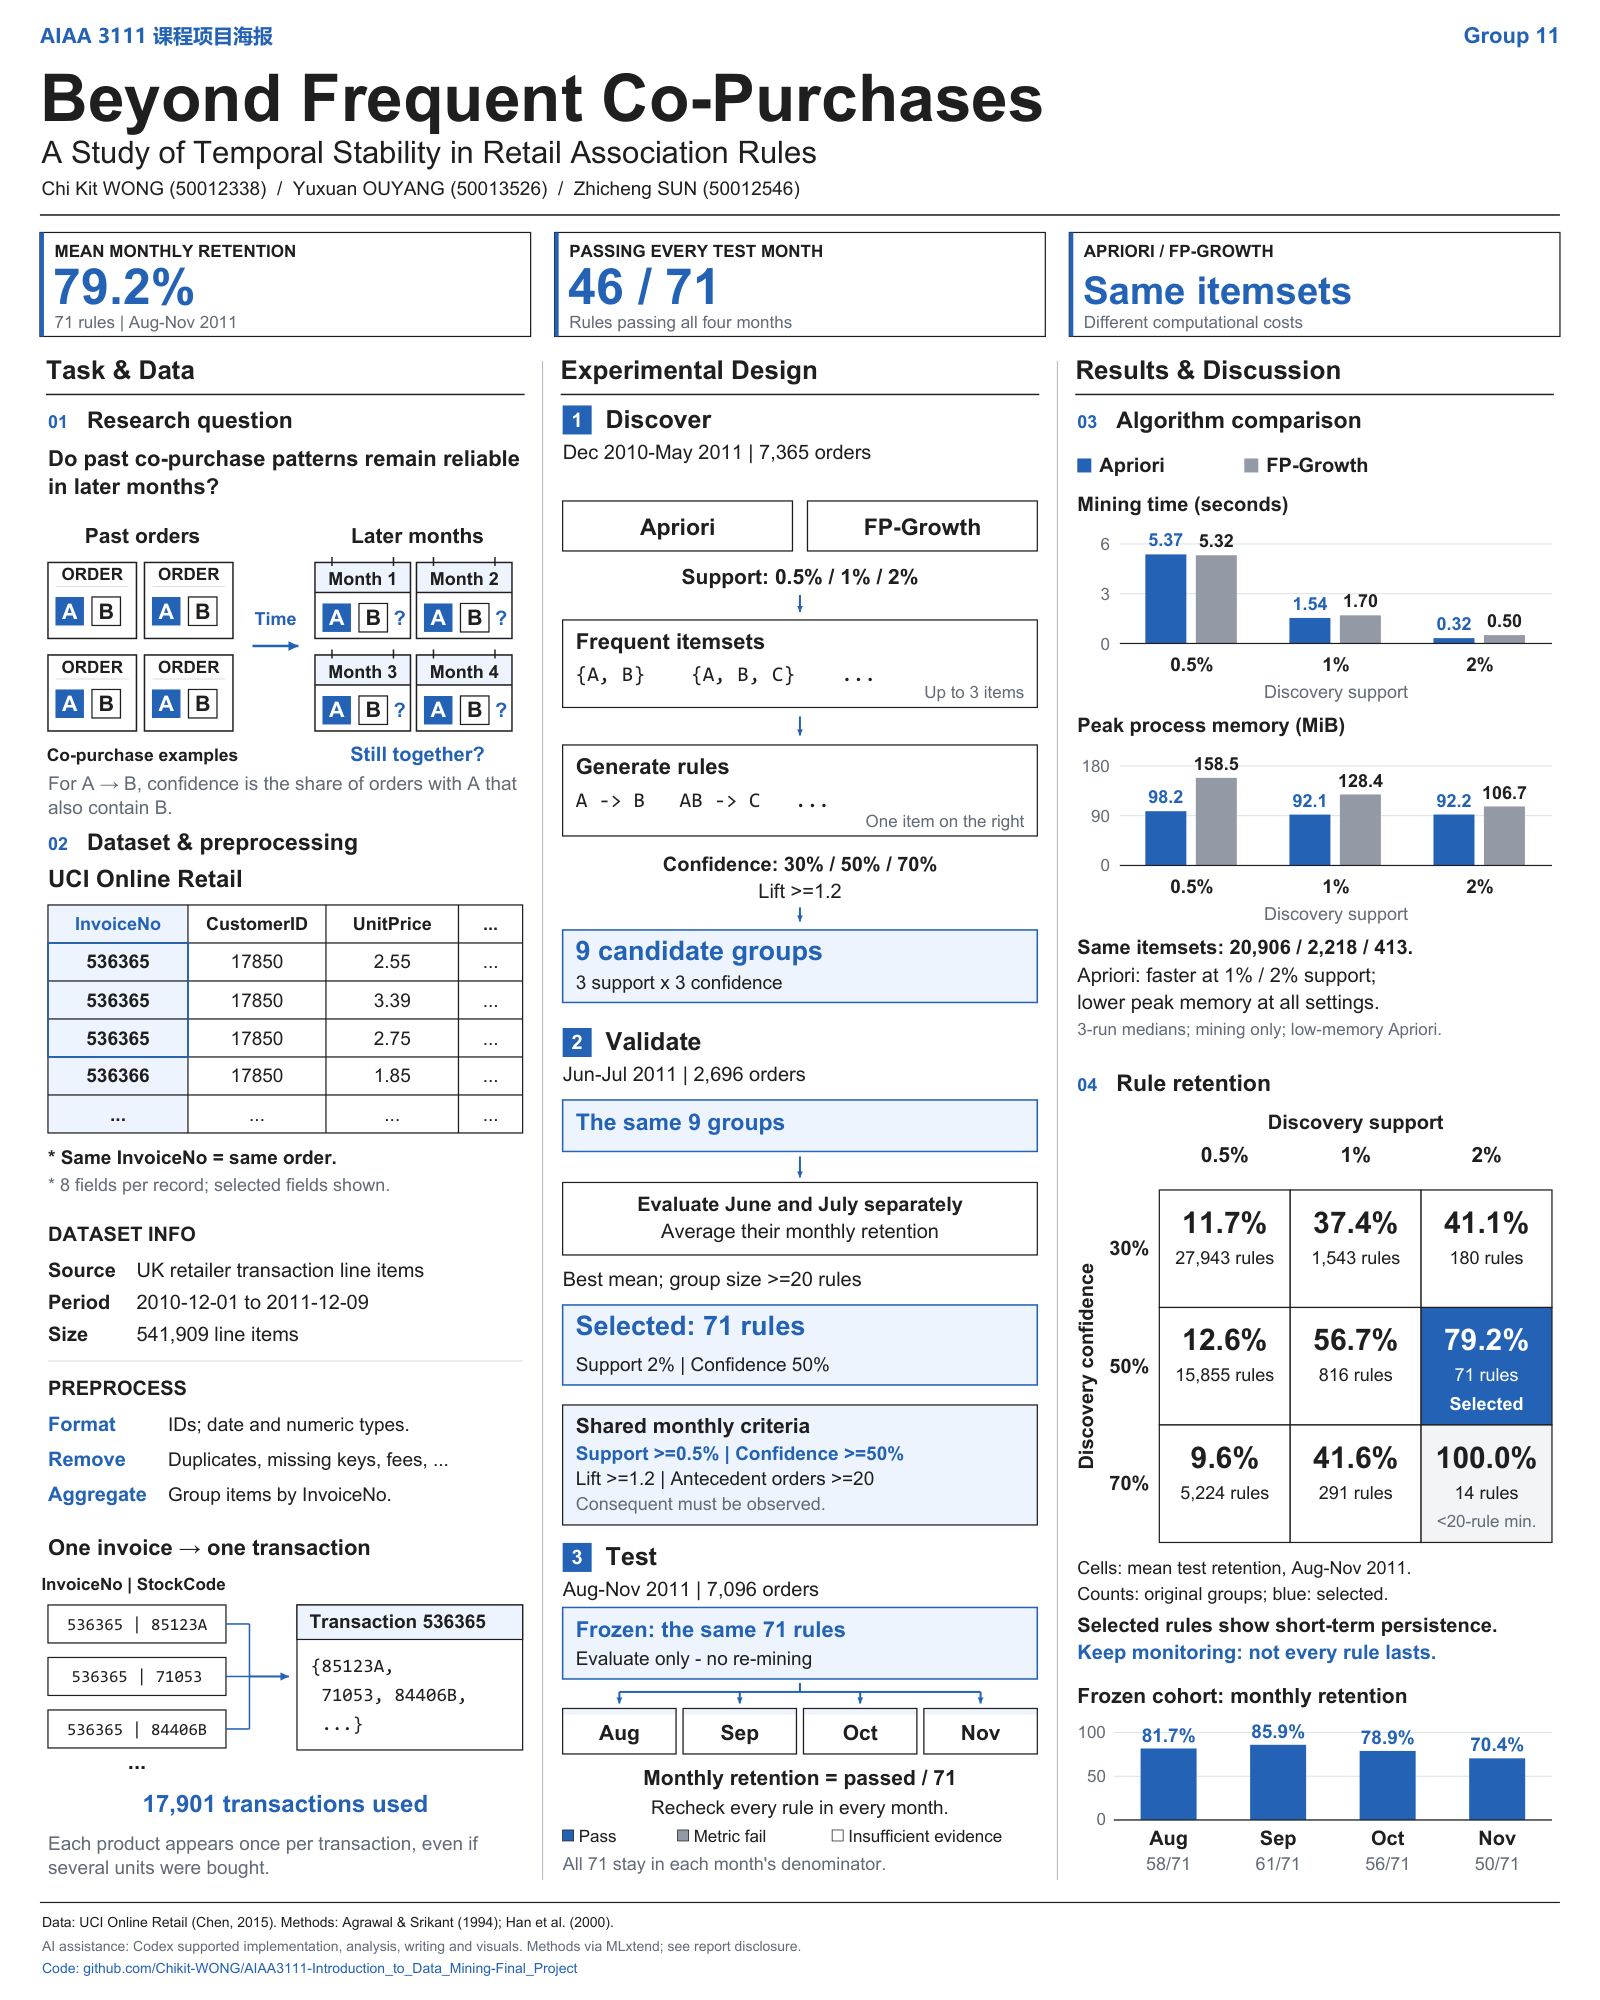 AIAA 3111 课程项目海报
Group 11
Beyond Frequent Co-Purchases
A Study of Temporal Stability in Retail Association Rules
Chi Kit WONG (50012338) / Yuxuan OUYANG (50013526) / Zhicheng SUN (50012546)
MEAN MONTHLY RETENTION
79.2%
71 rules | Aug-Nov 2011
PASSING EVERY TEST MONTH
46 / 71
Rules passing all four months
APRIORI / FP-GROWTH
Same itemsets
Different computational costs
Task & Data
01 Research question
Do past co-purchase patterns remain reliable
in later months?
Past orders
Later months
ORDER
A B
ORDER
A B
ORDER
A B
ORDER
A B
Time
Month 1
A B ?
Month 2
A B ?
Month 3
A B ?
Month 4
A B ?
Co-purchase examples
Still together?
For A → B, confidence is the share of orders with A that
also contain B.
02 Dataset & preprocessing
UCI Online Retail
InvoiceNo CustomerID UnitPrice ...
536365 17850 2.55 ...
536365 17850 3.39 ...
536365 17850 2.75 ...
536366 17850 1.85 ...
... ... ... ...
* Same InvoiceNo = same order.
* 8 fields per record; selected fields shown.
DATASET INFO
Source UK retailer transaction line items
Period 2010-12-01 to 2011-12-09
Size 541,909 line items
PREPROCESS
Format IDs; date and numeric types.
Remove Duplicates, missing keys, fees, ...
Aggregate Group items by InvoiceNo.
One invoice → one transaction
InvoiceNo | StockCode
536365 | 85123A
536365 | 71053
536365 | 84406B
...
Transaction 536365
{85123A,
71053, 84406B,
...}
17,901 transactions used
Each product appears once per transaction, even if
several units were bought.
Experimental Design
1 Discover
Dec 2010-May 2011 | 7,365 orders
Apriori
FP-Growth
Support: 0.5% / 1% / 2%
Frequent itemsets
{A, B} {A, B, C} ...
Up to 3 items
Generate rules
A -> B AB -> C ...
One item on the right
Confidence: 30% / 50% / 70%
Lift >=1.2
9 candidate groups
3 support x 3 confidence
2 Validate
Jun-Jul 2011 | 2,696 orders
The same 9 groups
Evaluate June and July separately
Average their monthly retention
Best mean; group size >=20 rules
Selected: 71 rules
Support 2% | Confidence 50%
Shared monthly criteria
Support >=0.5% | Confidence >=50%
Lift >=1.2 | Antecedent orders >=20
Consequent must be observed.
3 Test
Aug-Nov 2011 | 7,096 orders
Frozen: the same 71 rules
Evaluate only - no re-mining
Aug Sep Oct Nov
Monthly retention = passed / 71
Recheck every rule in every month.
Pass Metric fail Insufficient evidence
All 71 stay in each month's denominator.
Results & Discussion
03 Algorithm comparison
Apriori FP-Growth
Mining time (seconds)
6
3
0
5.37 5.32
1.54 1.70
0.32 0.50
0.5% 1% 2%
Discovery support
Peak process memory (MiB)
180
90
0
98.2 158.5
92.1 128.4
92.2 106.7
0.5% 1% 2%
Discovery support
Same itemsets: 20,906 / 2,218 / 413.
Apriori: faster at 1% / 2% support;
lower peak memory at all settings.
3-run medians; mining only; low-memory Apriori.
04 Rule retention
Discovery support
0.5% 1% 2%
Discovery confidence
30%
11.7% 37.4% 41.1%
27,943 rules 1,543 rules 180 rules
50%
12.6% 56.7% 79.2%
15,855 rules 816 rules 71 rules
Selected
70%
9.6% 41.6% 100.0%
5,224 rules 291 rules 14 rules
<20-rule min.
Cells: mean test retention, Aug-Nov 2011.
Counts: original groups; blue: selected.
Selected rules show short-term persistence.
Keep monitoring: not every rule lasts.
Frozen cohort: monthly retention
100
50
0
81.7% 85.9% 78.9% 70.4%
Aug Sep Oct Nov
58/71 61/71 56/71 50/71
Data: UCI Online Retail (Chen, 2015). Methods: Agrawal & Srikant (1994); Han et al. (2000).
AI assistance: Codex supported implementation, analysis, writing and visuals. Methods via MLxtend; see report disclosure.
Code: github.com/Chikit-WONG/AIAA3111-Introduction_to_Data_Mining-Final_Project